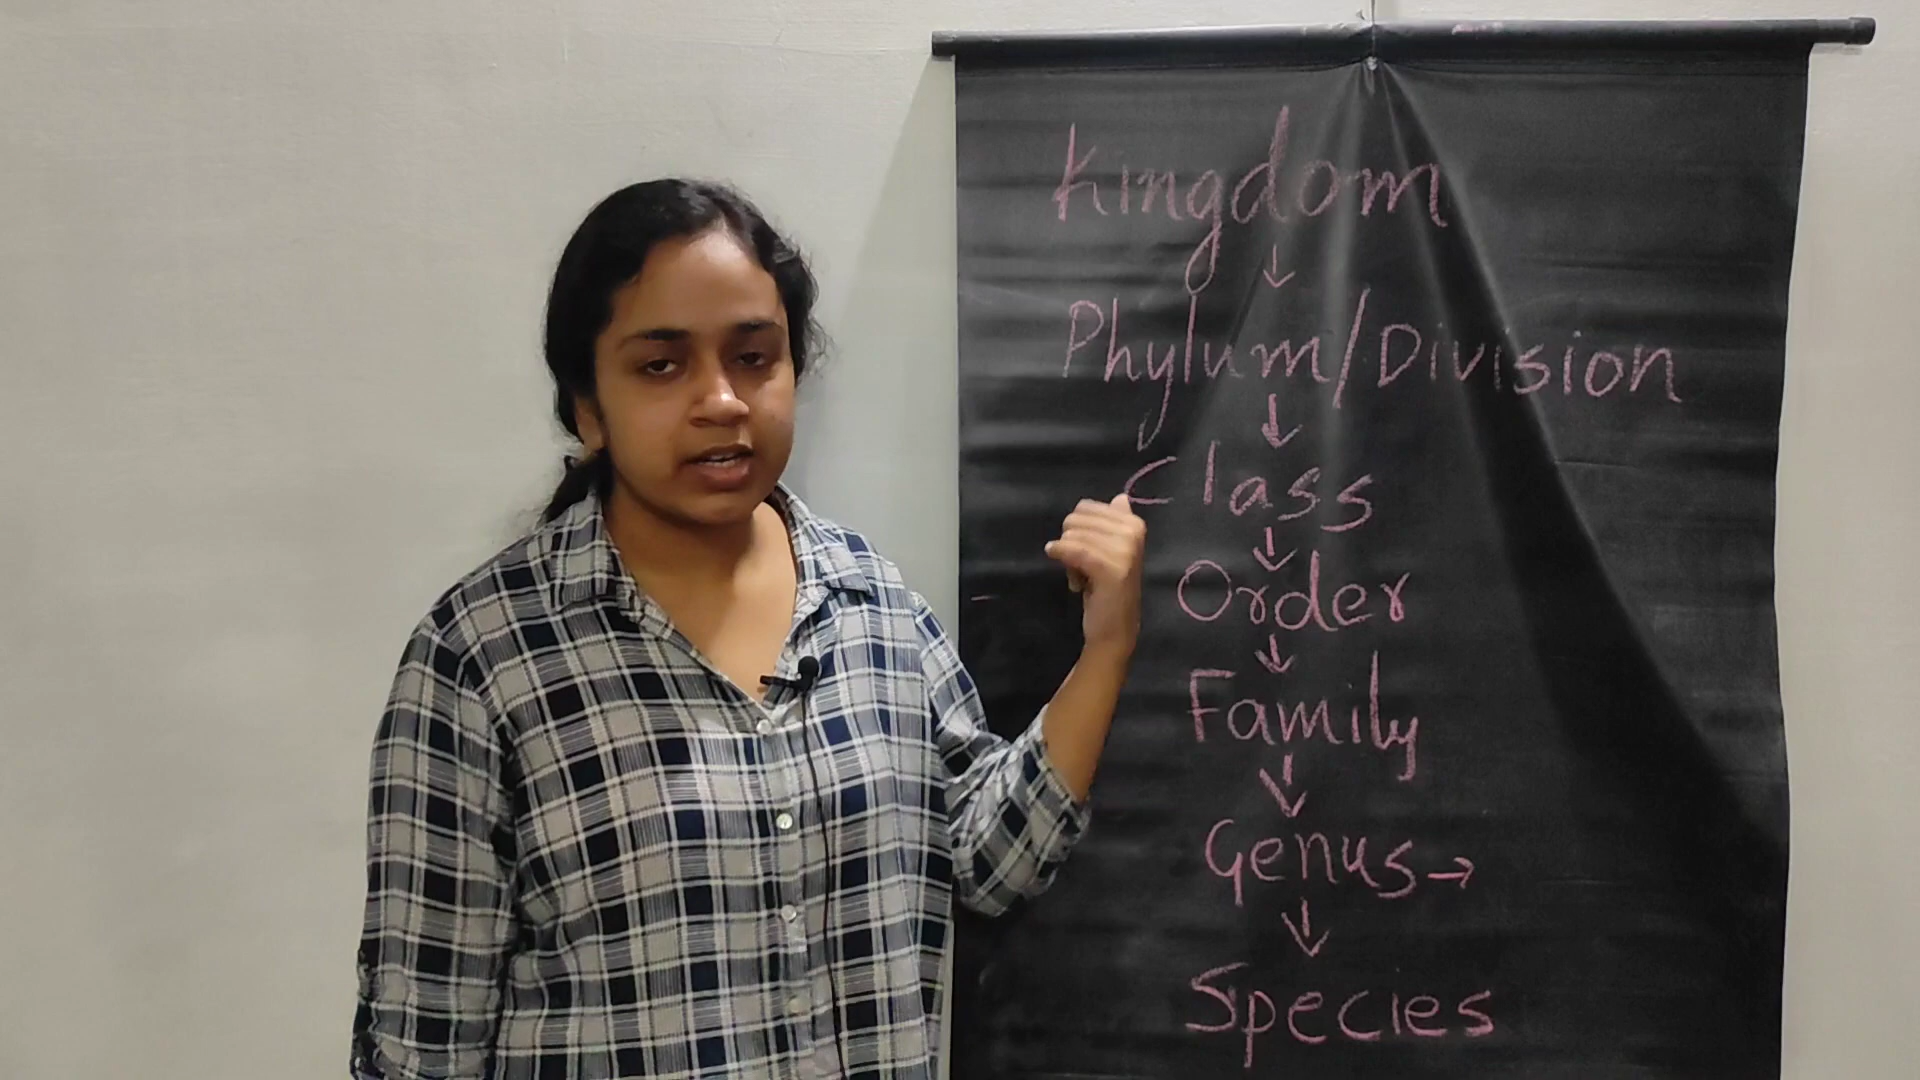 Kingdom
↓
Phylum/Division
↓
Class
↓
Order
↓
Family
↓
Genus→
↓
Species